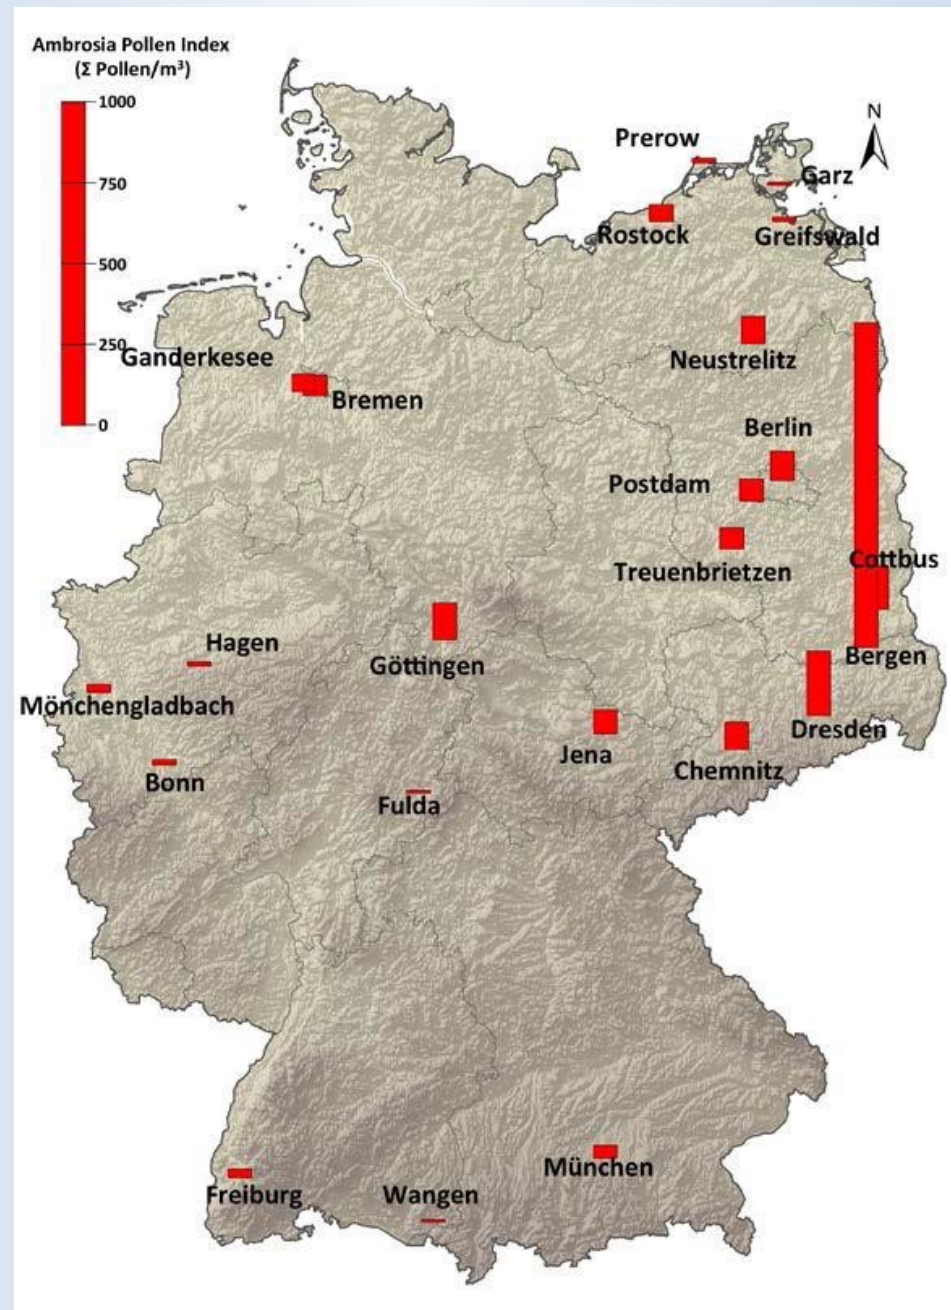 Ambrosia Pollen Index
(Σ Pollen/m³)
1000
750
500
250
0
N
Prerow
Garz
Rostock
Greifswald
Ganderkesee
Neustrelitz
Bremen
Berlin
Postdam
Cottbus
Treuenbrietzen
Hagen
Göttingen
Bergen
Mönchengladbach
Dresden
Jena
Chemnitz
Bonn
Fulda
München
Freiburg
Wangen